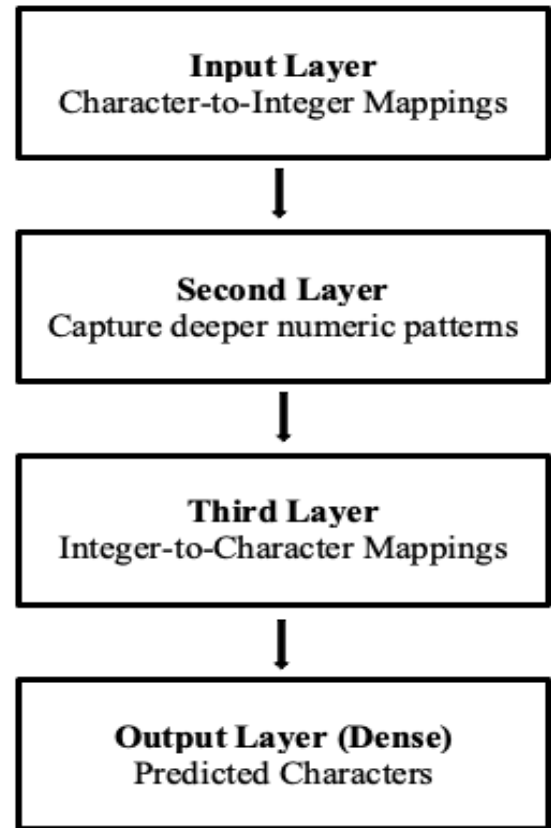 Input Layer
Character-to-Integer Mappings
Second Layer
Capture deeper numeric patterns
Third Layer
Integer-to-Character Mappings
Output Layer (Dense)
Predicted Characters